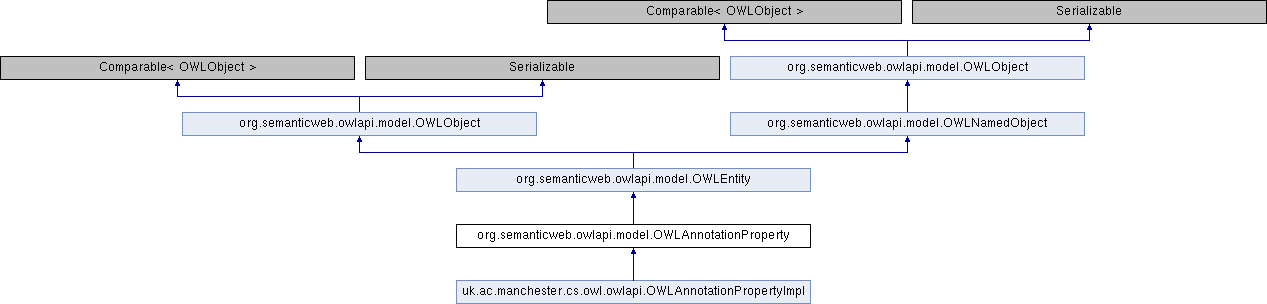 Comparable< OWLObject >
Serializable
Comparable< OWLObject >
Serializable
org.semanticweb.owlapi.model.OWLObject
org.semanticweb.owlapi.model.OWLObject
org.semanticweb.owlapi.model.OWLNamedObject
org.semanticweb.owlapi.model.OWLEntity
org.semanticweb.owlapi.model.OWLAnnotationProperty
uk.ac.manchester.cs.owl.owlapi.OWLAnnotationPropertyImpl